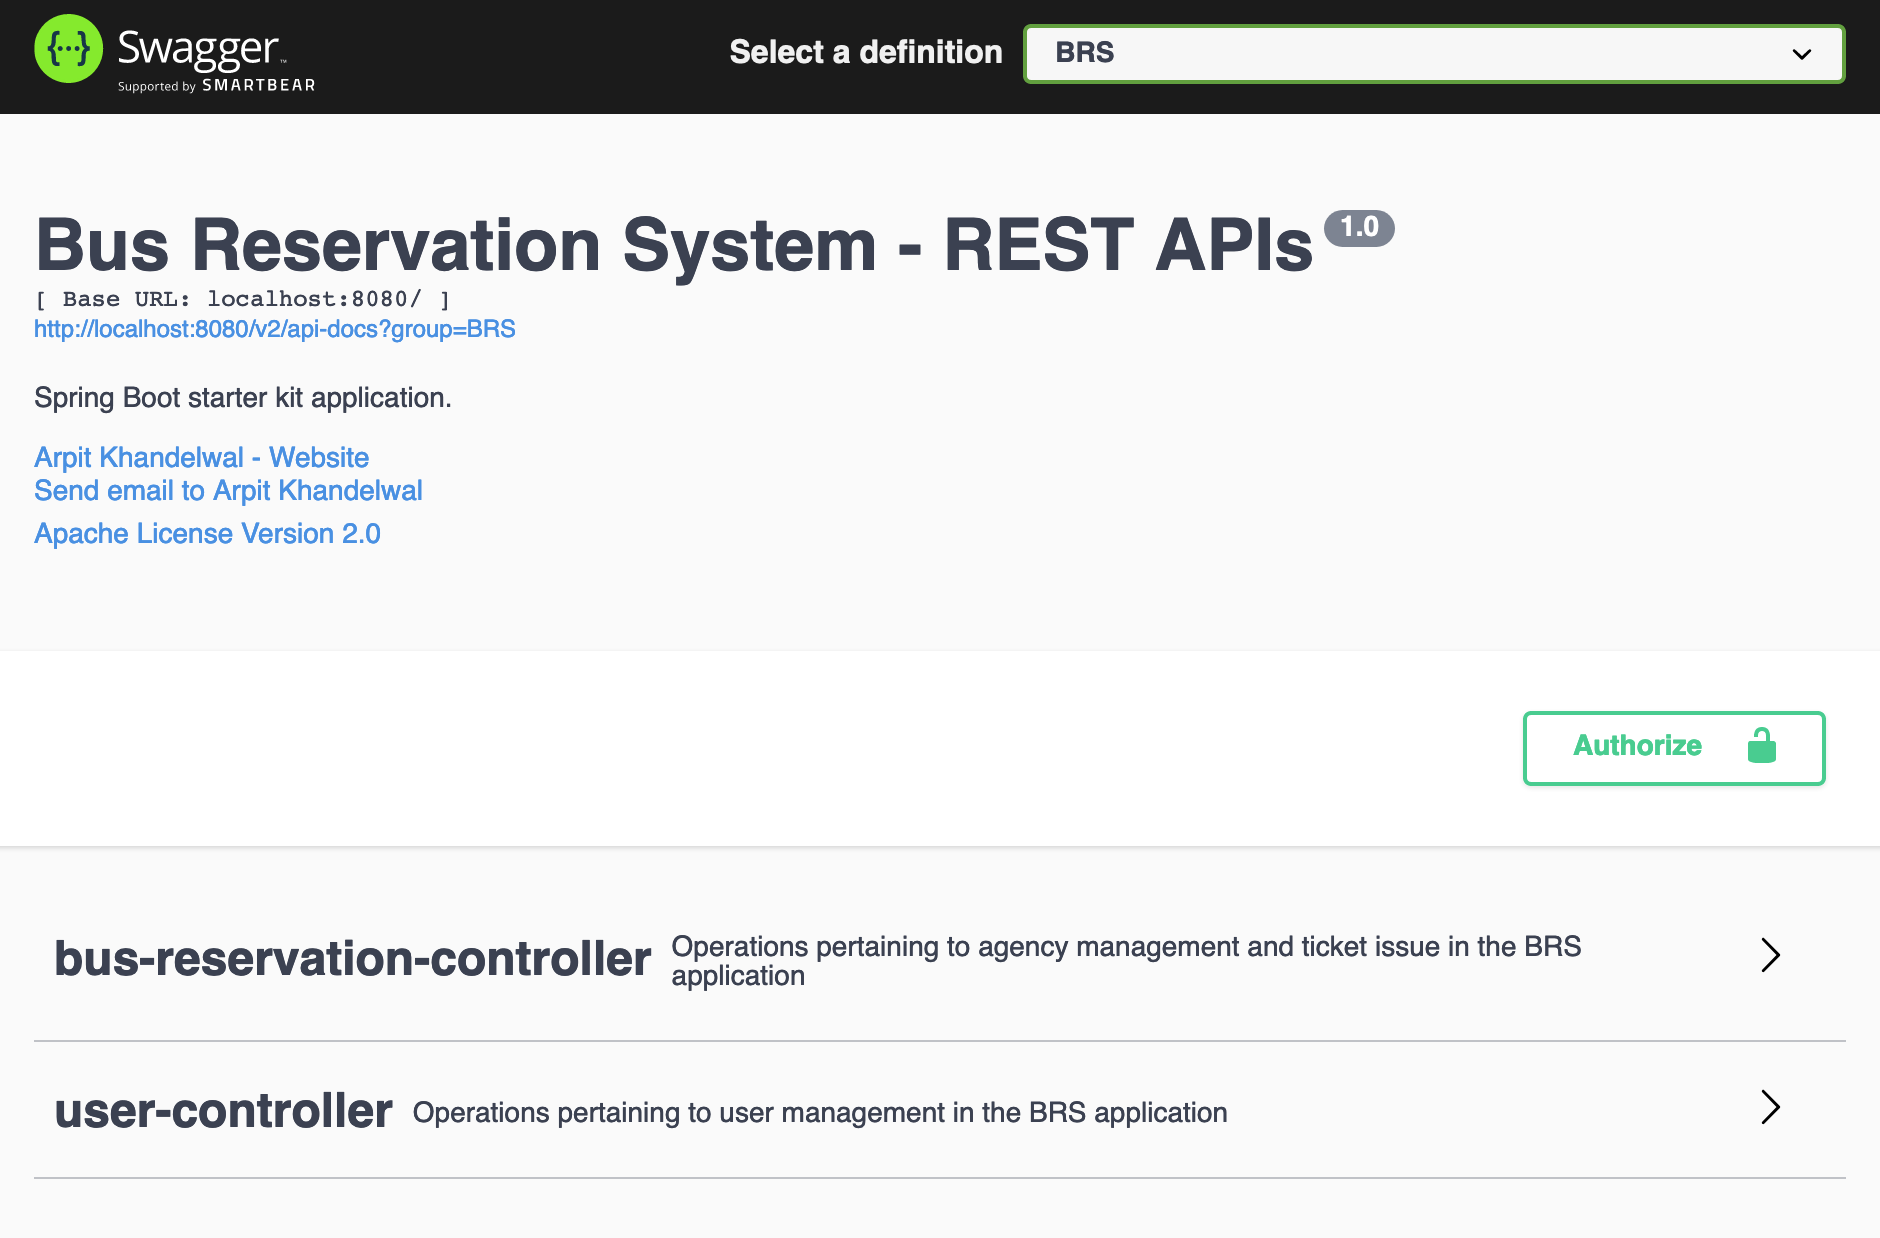 Swagger™
Supported by SMARTBEAR
Select a definition
BRS
Bus Reservation System - REST APIs 1.0
[ Base URL: localhost:8080/ ]
http://localhost:8080/v2/api-docs?group=BRS
Spring Boot starter kit application.
Arpit Khandelwal - Website
Send email to Arpit Khandelwal
Apache License Version 2.0
Authorize
bus-reservation-controller
Operations pertaining to agency management and ticket issue in the BRS
application
user-controller Operations pertaining to user management in the BRS application